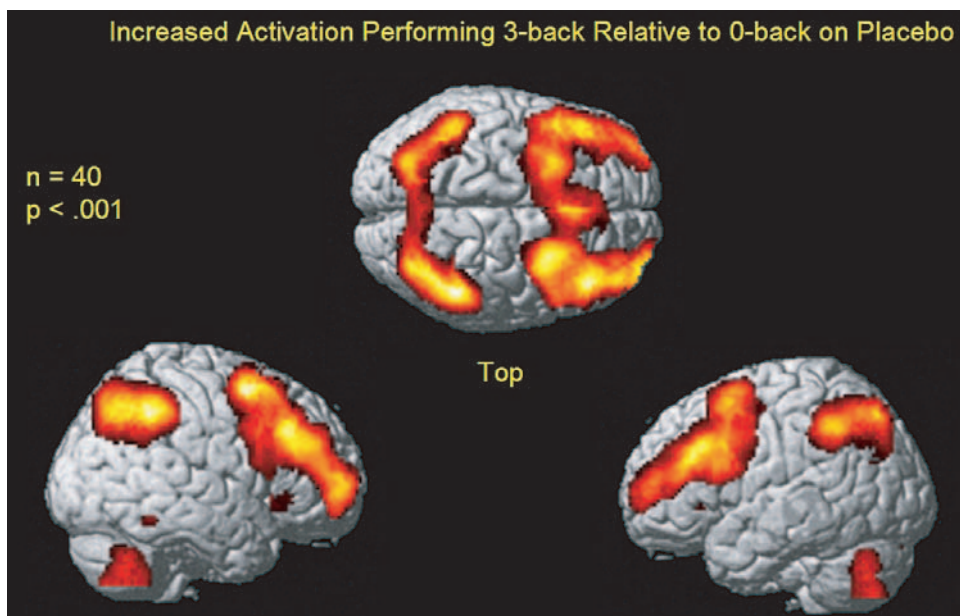 Increased Activation Performing 3-back Relative to 0-back on Placebo
n = 40
p < .001
Top